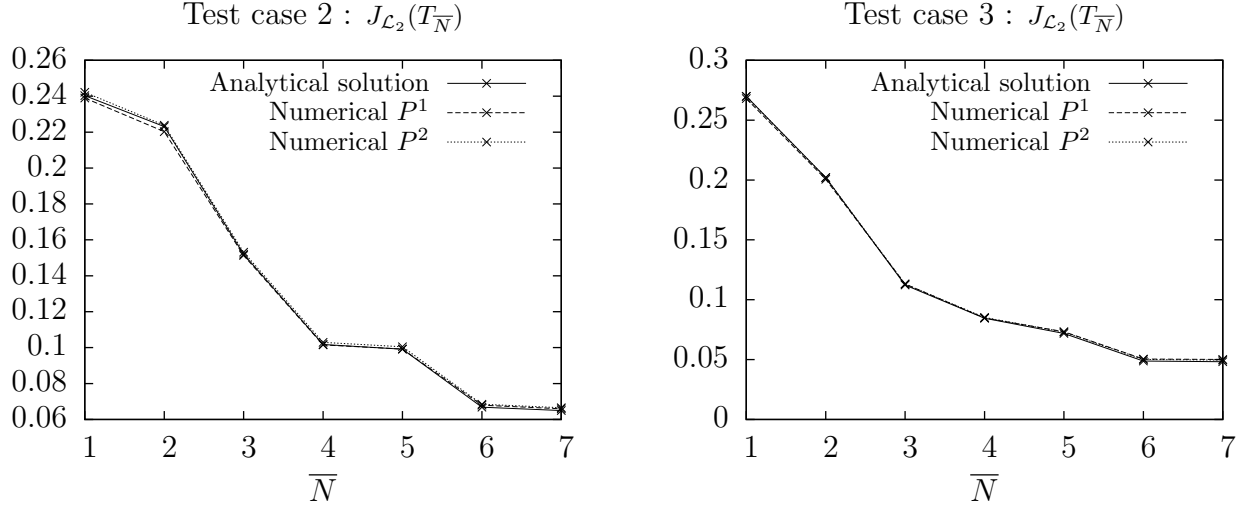 Test case 2 : J_{\mathcal{L}_2}(T_{\overline{N}})
0.26
0.24
0.22
0.2
0.18
0.16
0.14
0.12
0.1
0.08
0.06
Analytical solution
Numerical P^1
Numerical P^2
1 2 3 4 5 6 7
\overline{N}
Test case 3 : J_{\mathcal{L}_2}(T_{\overline{N}})
0.3
0.25
0.2
0.15
0.1
0.05
0
Analytical solution
Numerical P^1
Numerical P^2
1 2 3 4 5 6 7
\overline{N}